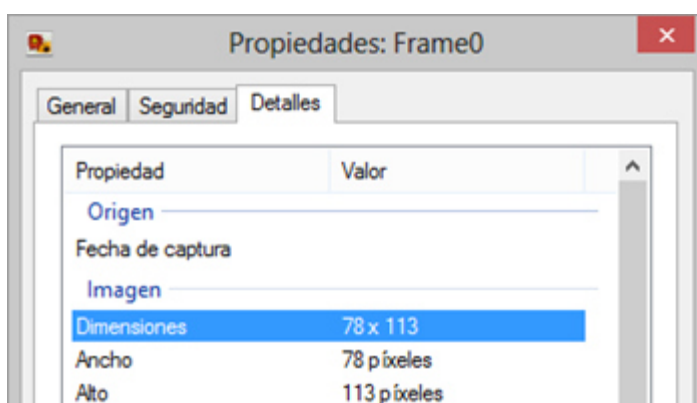 Propiedades: Frame0
General Seguridad Detalles
Propiedad Valor
Origen
Fecha de captura
Imagen
Dimensiones 78 x 113
Ancho 78 píxeles
Alto 113 píxeles